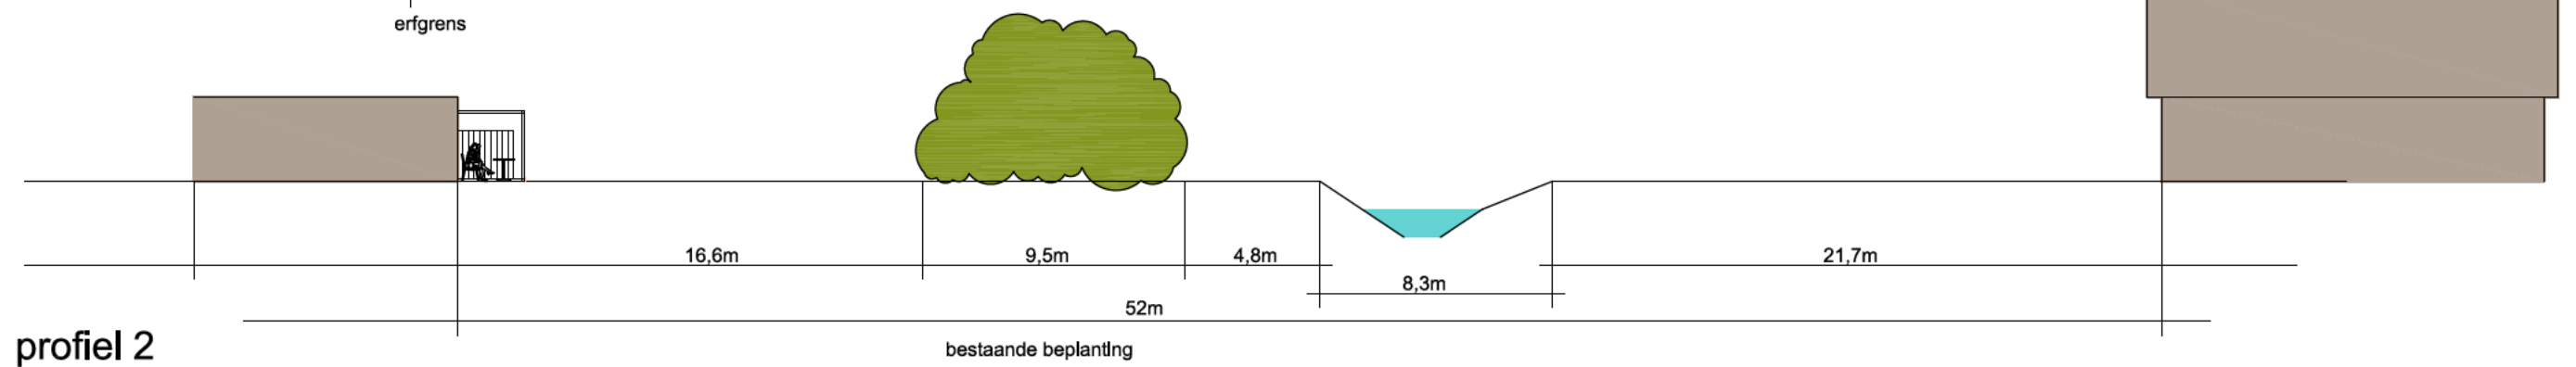 erfgrens
16,6m
9,5m
4,8m
21,7m
8,3m
52m
profiel 2
bestaande beplanting